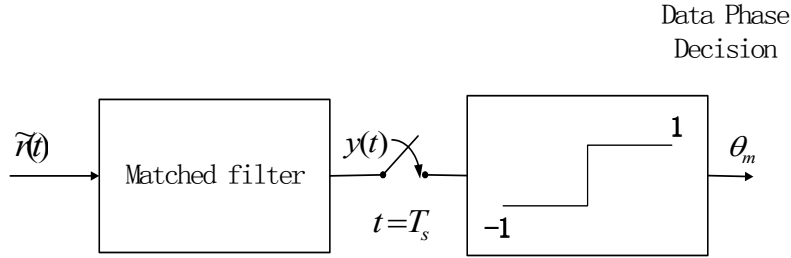 Data Phase
Decision
r̃(t)
Matched filter
y(t)
t=Tₛ
1
-1
θₘ